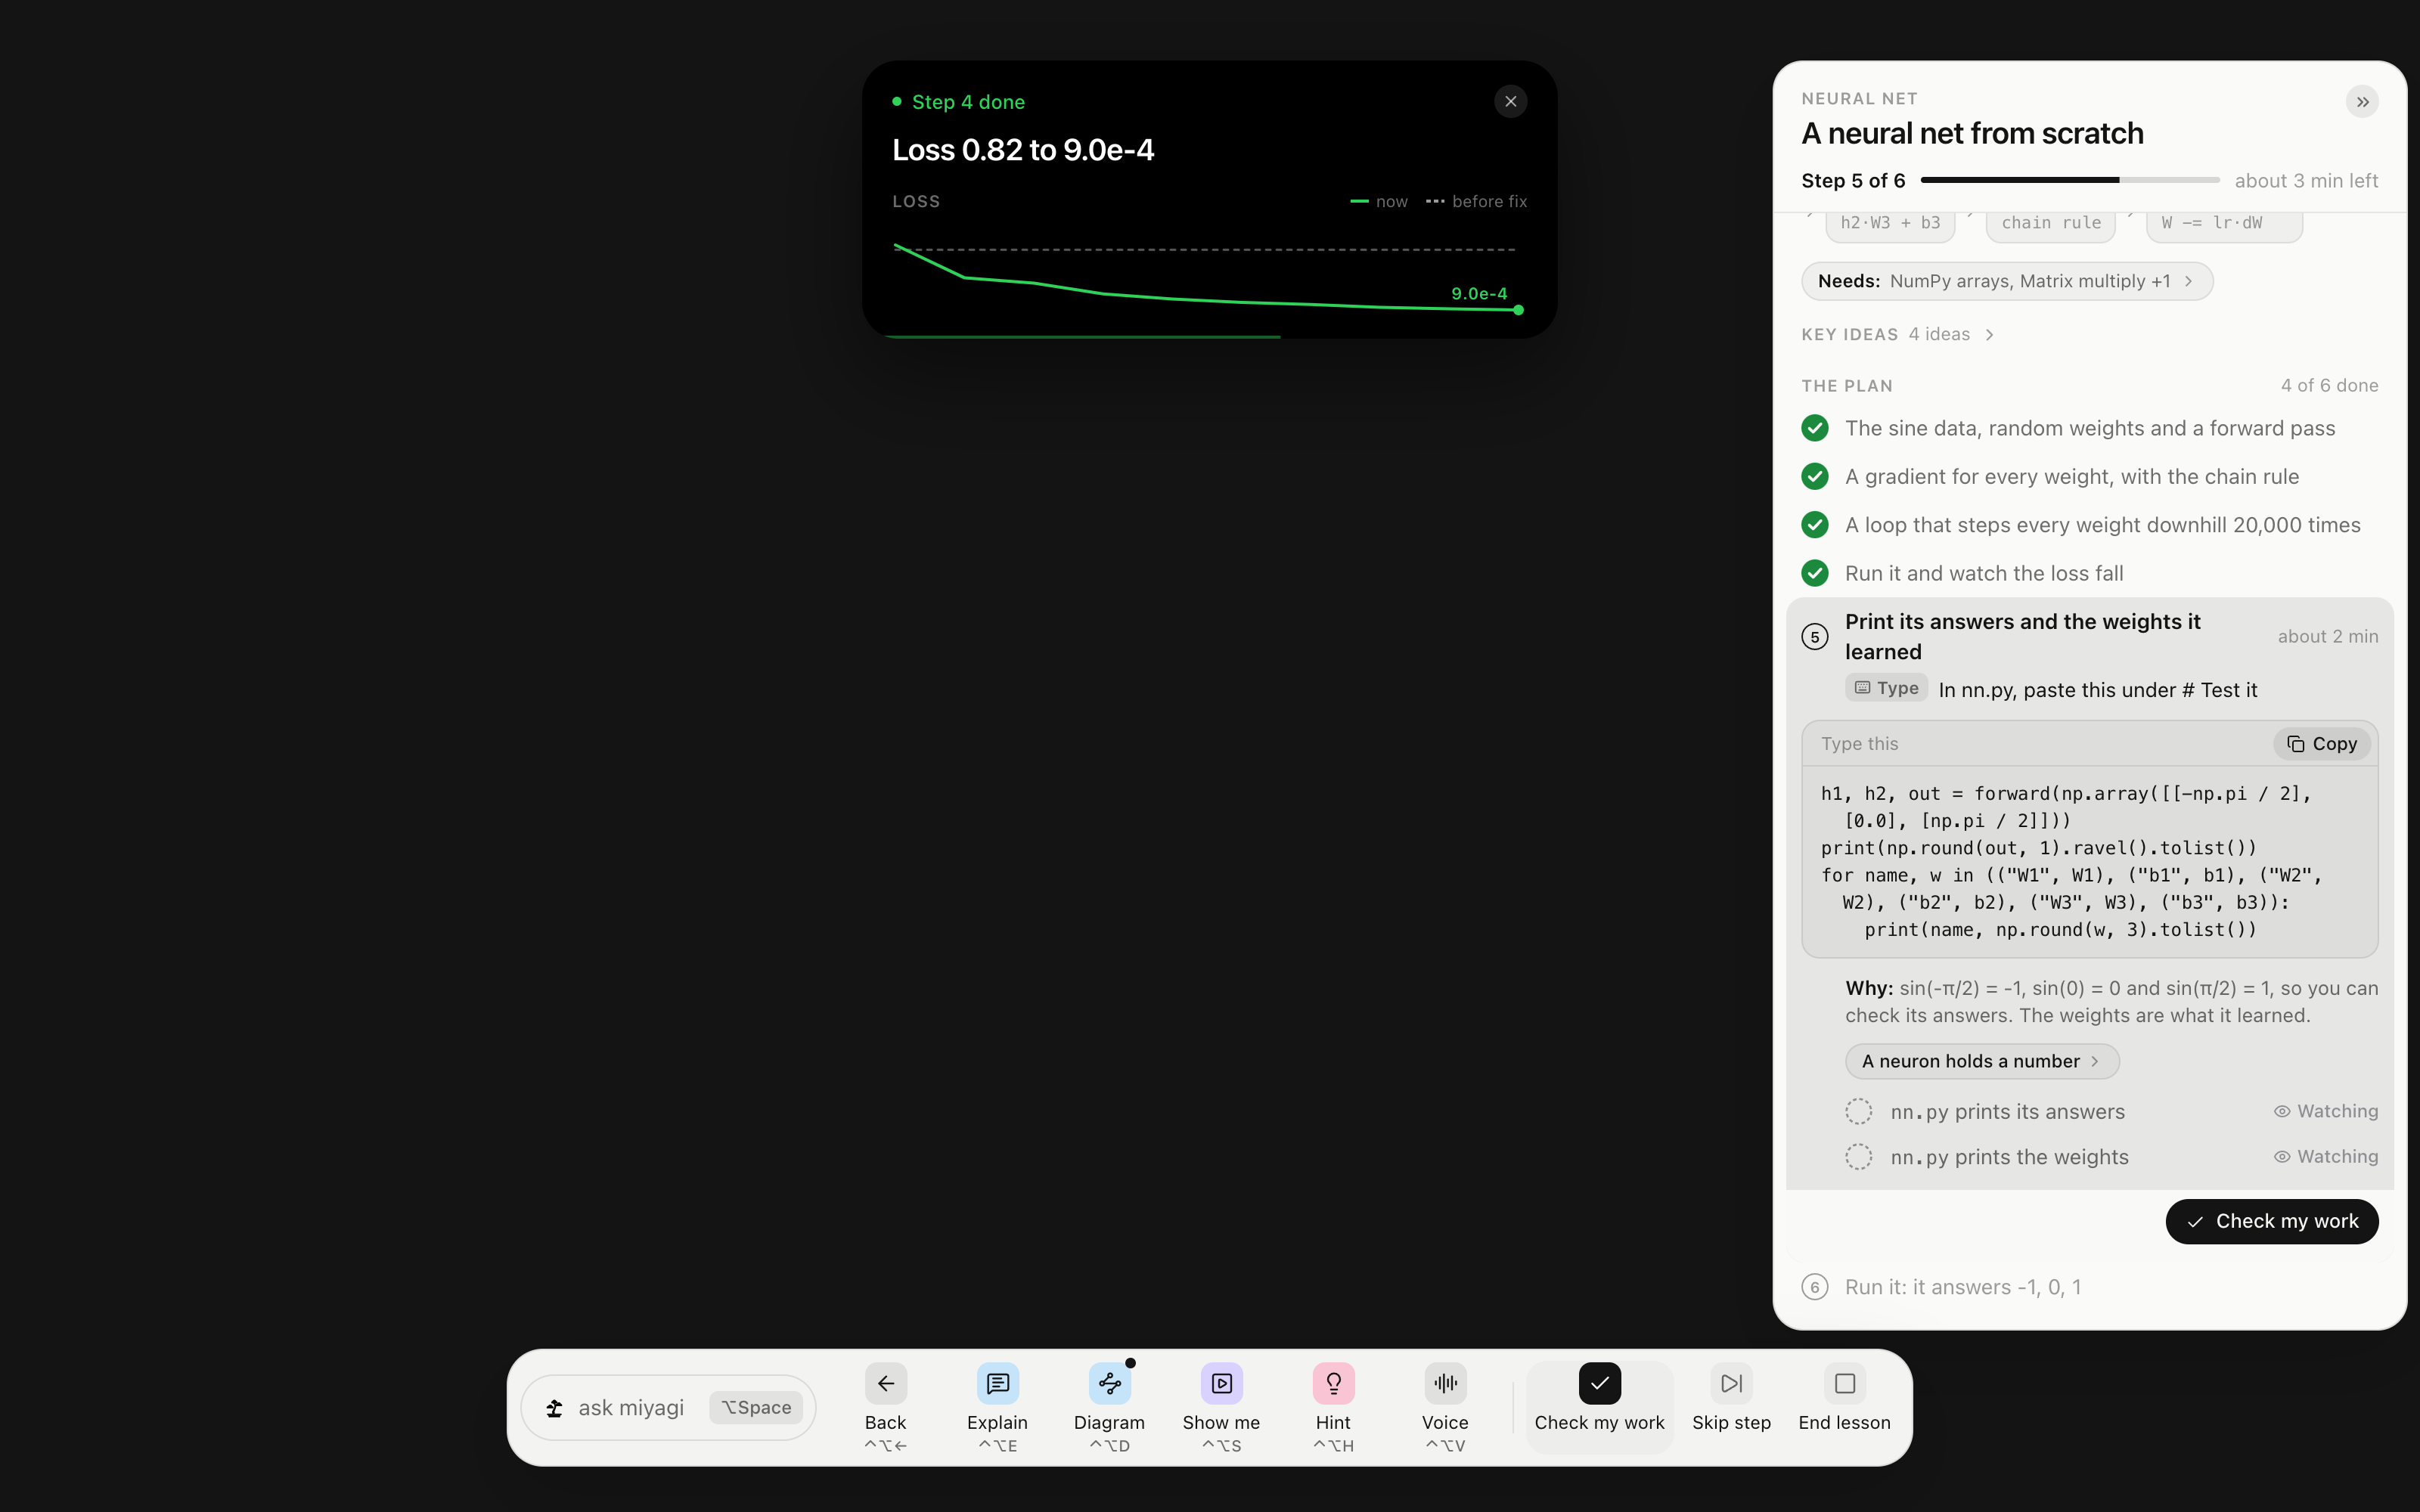 Step 4 done
Loss 0.82 to 9.0e-4
LOSS
now
before fix
9.0e-4
NEURAL NET
A neural net from scratch
Step 5 of 6
about 3 min left
h2·W3 + b3
chain rule
W −= lr·dW
Needs: NumPy arrays, Matrix multiply +1
KEY IDEAS 4 ideas
THE PLAN
4 of 6 done
The sine data, random weights and a forward pass
A gradient for every weight, with the chain rule
A loop that steps every weight downhill 20,000 times
Run it and watch the loss fall
5
Print its answers and the weights it
learned
about 2 min
Type In nn.py, paste this under # Test it
Type this
Copy
h1, h2, out = forward(np.array([[−np.pi / 2],
[0.0], [np.pi / 2]]))
print(np.round(out, 1).ravel().tolist())
for name, w in (("W1", W1), ("b1", b1), ("W2",
W2), ("b2", b2), ("W3", W3), ("b3", b3)):
print(name, np.round(w, 3).tolist())
Why: sin(-π/2) = -1, sin(0) = 0 and sin(π/2) = 1, so you can
check its answers. The weights are what it learned.
A neuron holds a number
nn.py prints its answers
Watching
nn.py prints the weights
Watching
Check my work
6 Run it: it answers -1, 0, 1
ask miyagi
⌥Space
Back
^⌥←
Explain
^⌥E
Diagram
^⌥D
Show me
^⌥S
Hint
^⌥H
Voice
^⌥V
Check my work
Skip step
End lesson